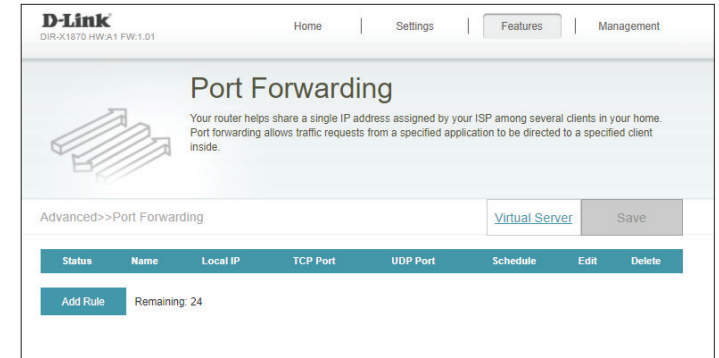 D-Link
DIR-X1870 HW:A1 FW:1.01
Home | Settings | Features | Management
Port Forwarding
Your router helps share a single IP address assigned by your ISP among several clients in your home.
Port forwarding allows traffic requests from a specified application to be directed to a specified client
inside.
Advanced>>Port Forwarding
Virtual Server
Save
Status Name Local IP TCP Port UDP Port Schedule Edit Delete
Add Rule Remaining: 24